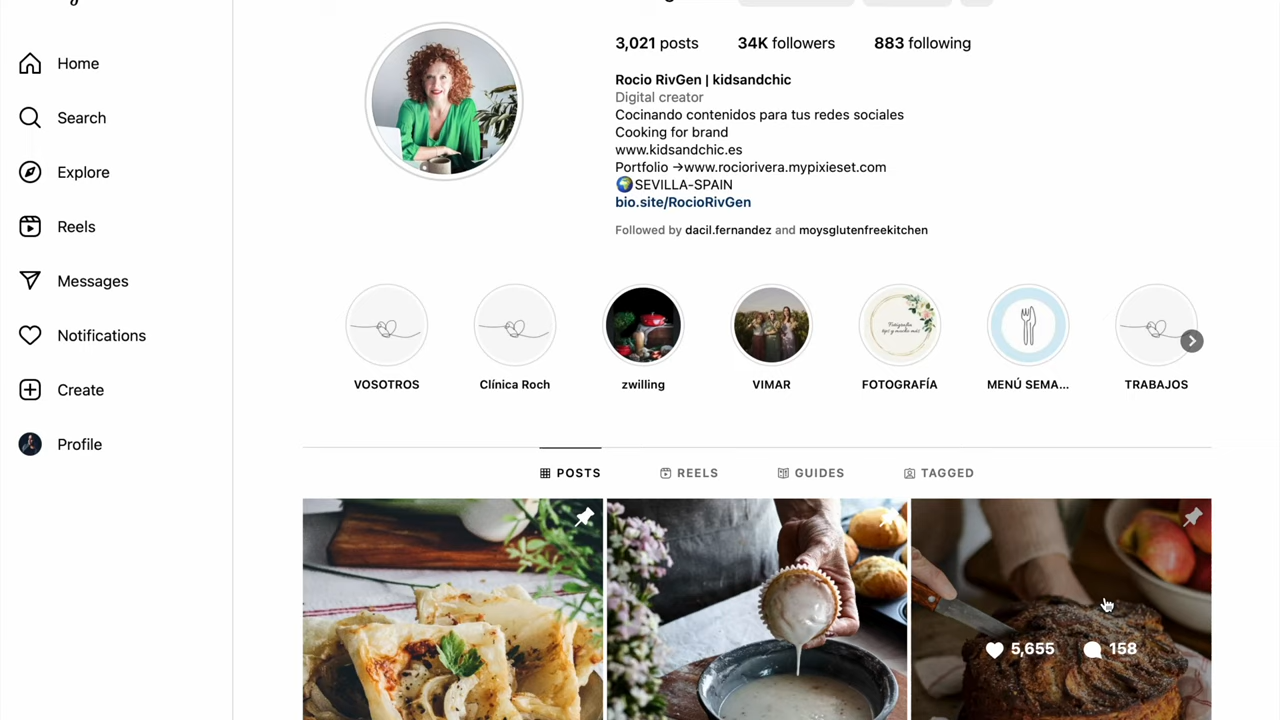 Home
Search
Explore
Reels
Messages
Notifications
Create
Profile
3,021 posts 34K followers 883 following
Rocio RivGen | kidsandchic
Digital creator
Cocinando contenidos para tus redes sociales
Cooking for brand
www.kidsandchic.es
Portfolio →www.rociorivera.mypixieset.com
🌍SEVILLA-SPAIN
bio.site/RocioRivGen
Followed by dacil.fernandez and moysglutenfreekitchen
VOSOTROS Clínica Roch zwilling VIMAR FOTOGRAFÍA MENÚ SEMA... TRABAJOS
POSTS REELS GUIDES TAGGED
5,655 158